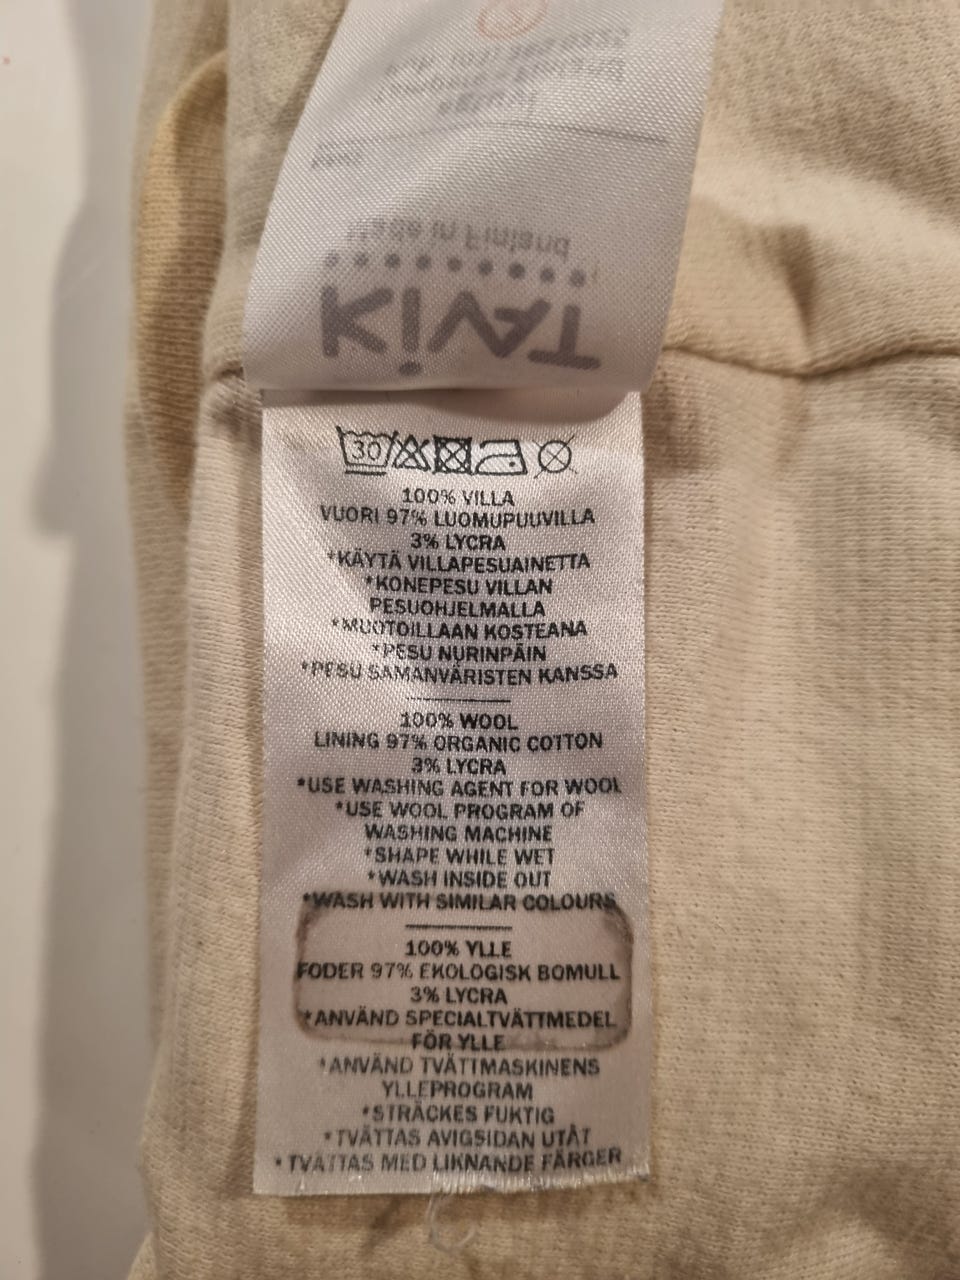 Made in Finland
KIVAT
30
100% VILLA
VUORI 97% LUOMUPUUVILLA
3% LYCRA
*KÄYTÄ VILLAPESUAINETTA
*KONEPESU VILLAN
PESUOHJELMALLA
*MUOTOILLAAN KOSTEANA
*PESU NURINPÄIN
*PESU SAMANVÄRISTEN KANSSA
100% WOOL
LINING 97% ORGANIC COTTON
3% LYCRA
*USE WASHING AGENT FOR WOOL
*USE WOOL PROGRAM OF
WASHING MACHINE
*SHAPE WHILE WET
*WASH INSIDE OUT
*WASH WITH SIMILAR COLOURS
100% YLLE
FODER 97% EKOLOGISK BOMULL
3% LYCRA
*ANVÄND SPECIALTVÄTTMEDEL
FÖR YLLE
*ANVÄND TVÄTTMASKINENS
YLLEPROGRAM
*STRÄCKES FUKTIG
*TVÄTTAS AVIGSIDAN UTÅT
*TVÄTTAS MED LIKNANDE FÄRGER